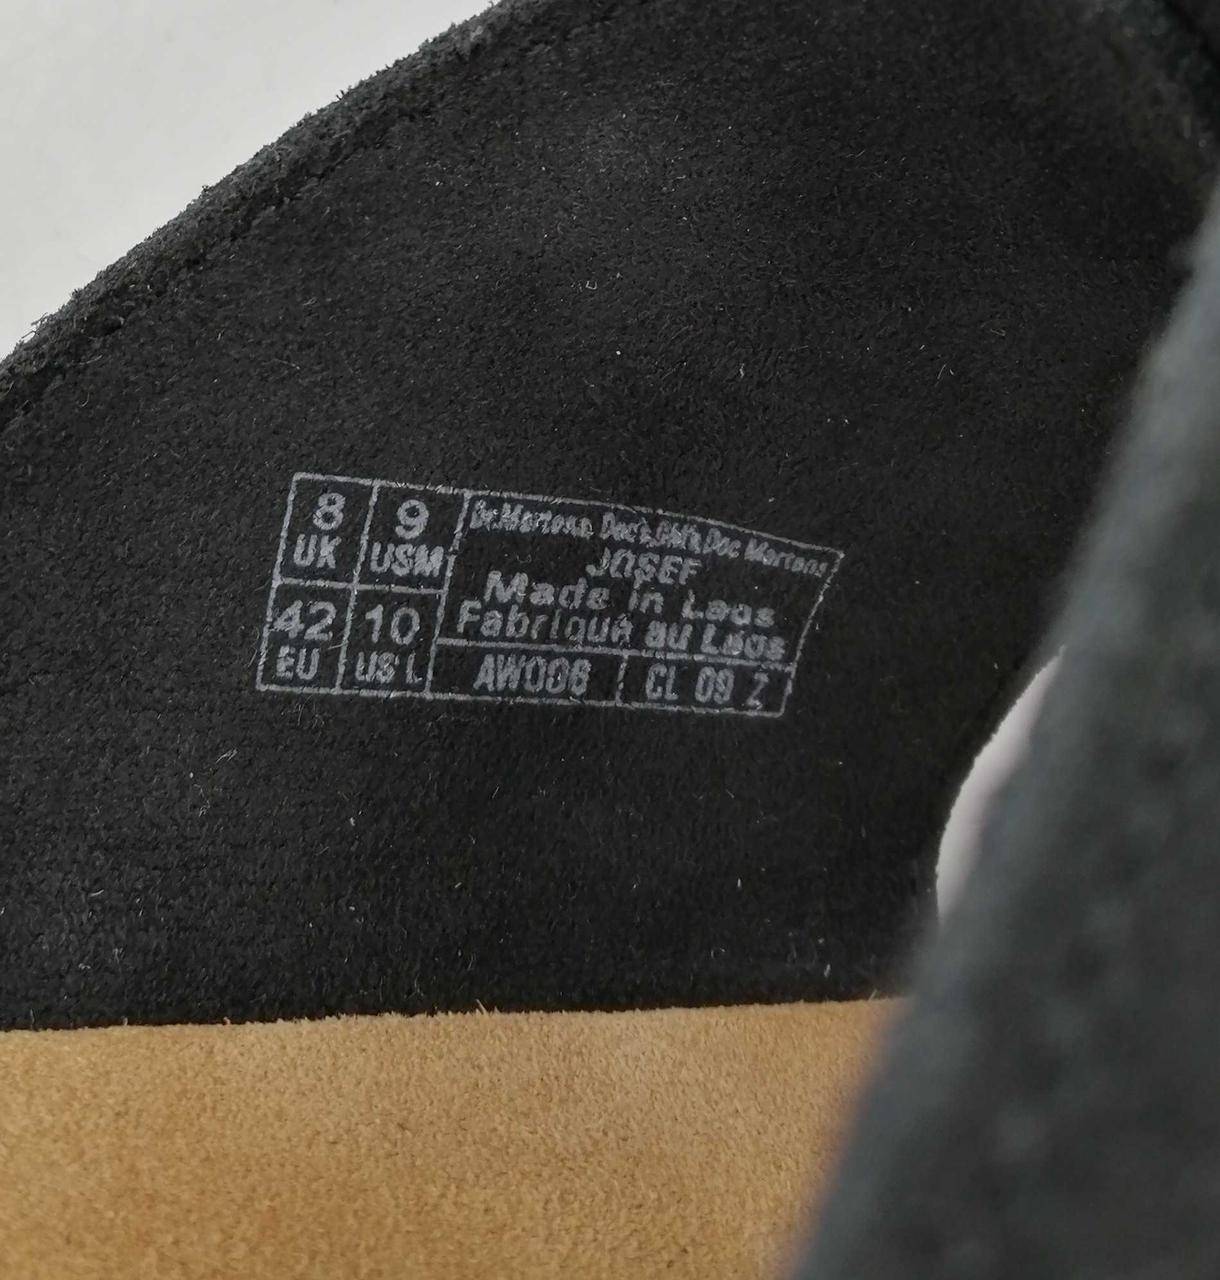 8 UK
9 USM
42 EU
10 US L
Dr.Martens, Doc's, Doc Martens
JOSEF
Made in Laos
Fabriqué au Laos
AW006
CL 09 Z